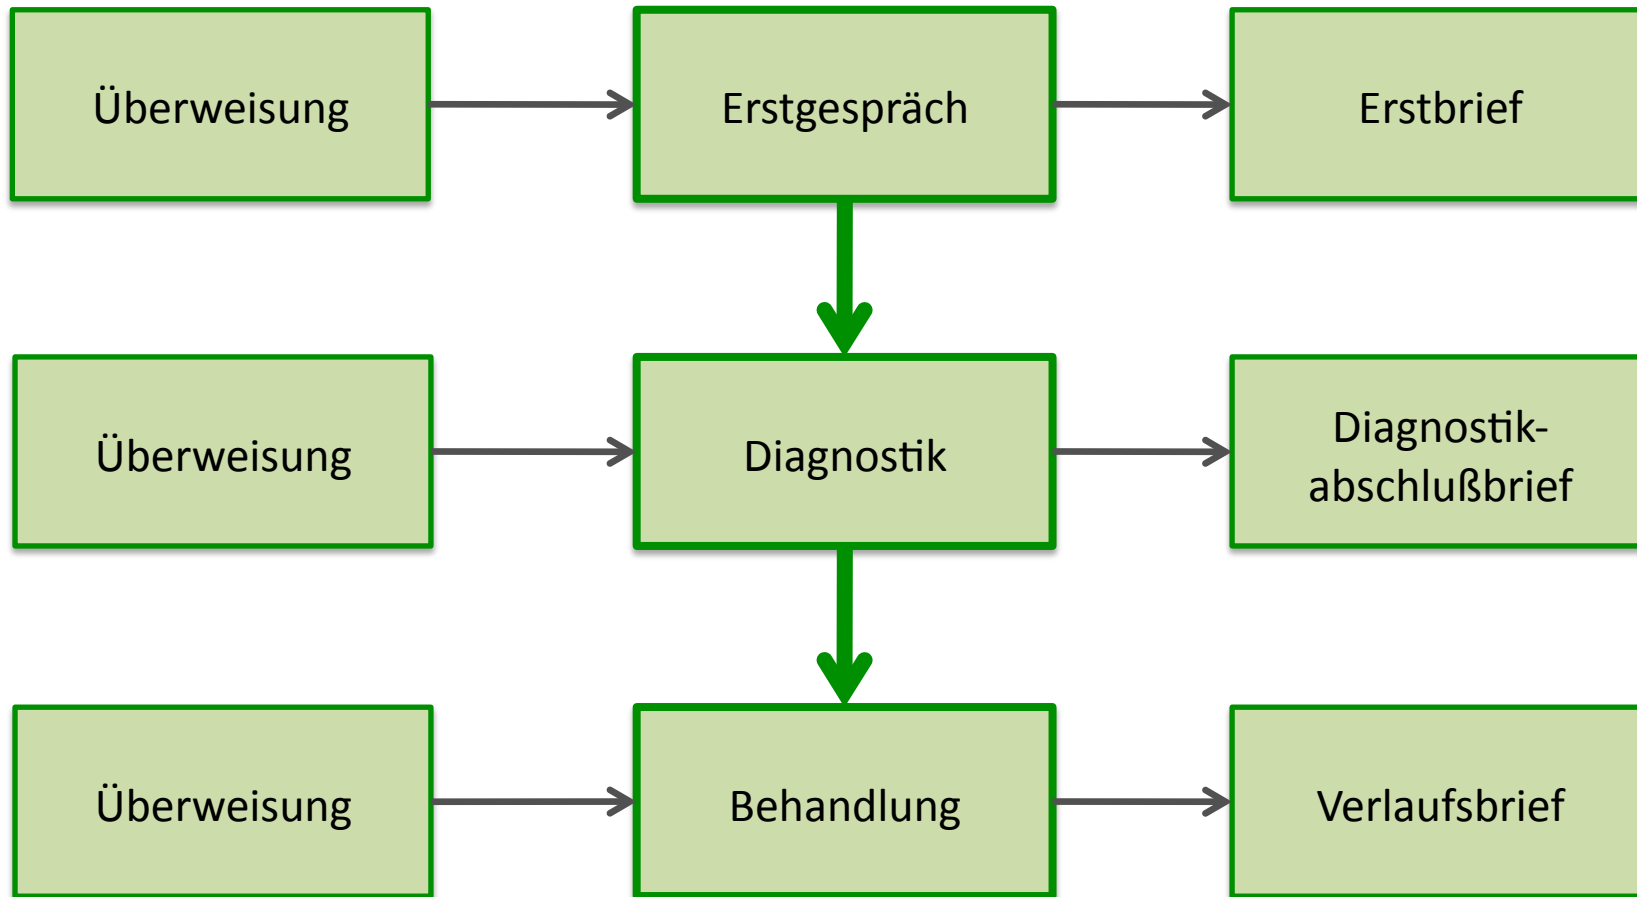 Überweisung
Erstgespräch
Erstbrief
Überweisung
Diagnostik
Diagnostik-
abschlußbrief
Überweisung
Behandlung
Verlaufsbrief